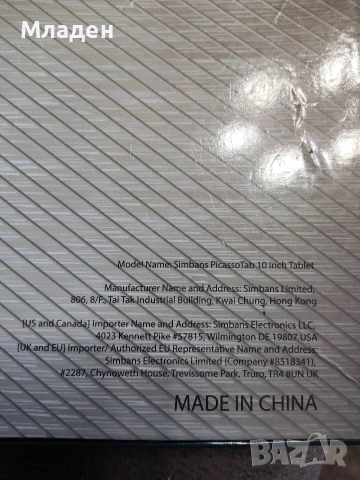 Младен
Model Name: Simbans PicassoTab 10 Inch Tablet
Manufacturer Name and Address: Simbans Limited,
806, 8/F, Tai Tak Industrial Building, Kwai Chung, Hong Kong
[US and Canada] Importer Name and Address: Simbans Electronics LLC,
4023 Kennett Pike #57815, Wilmington DE 19807 USA
[UK and EU] Importer/ Authorized EU Representative Name and Address:
Simbans Electronics Limited (Company #8518341),
#2287, Chynoweth House, Trevissome Park, Truro, TR4 8UN UK
MADE IN CHINA
BAZAR
bg